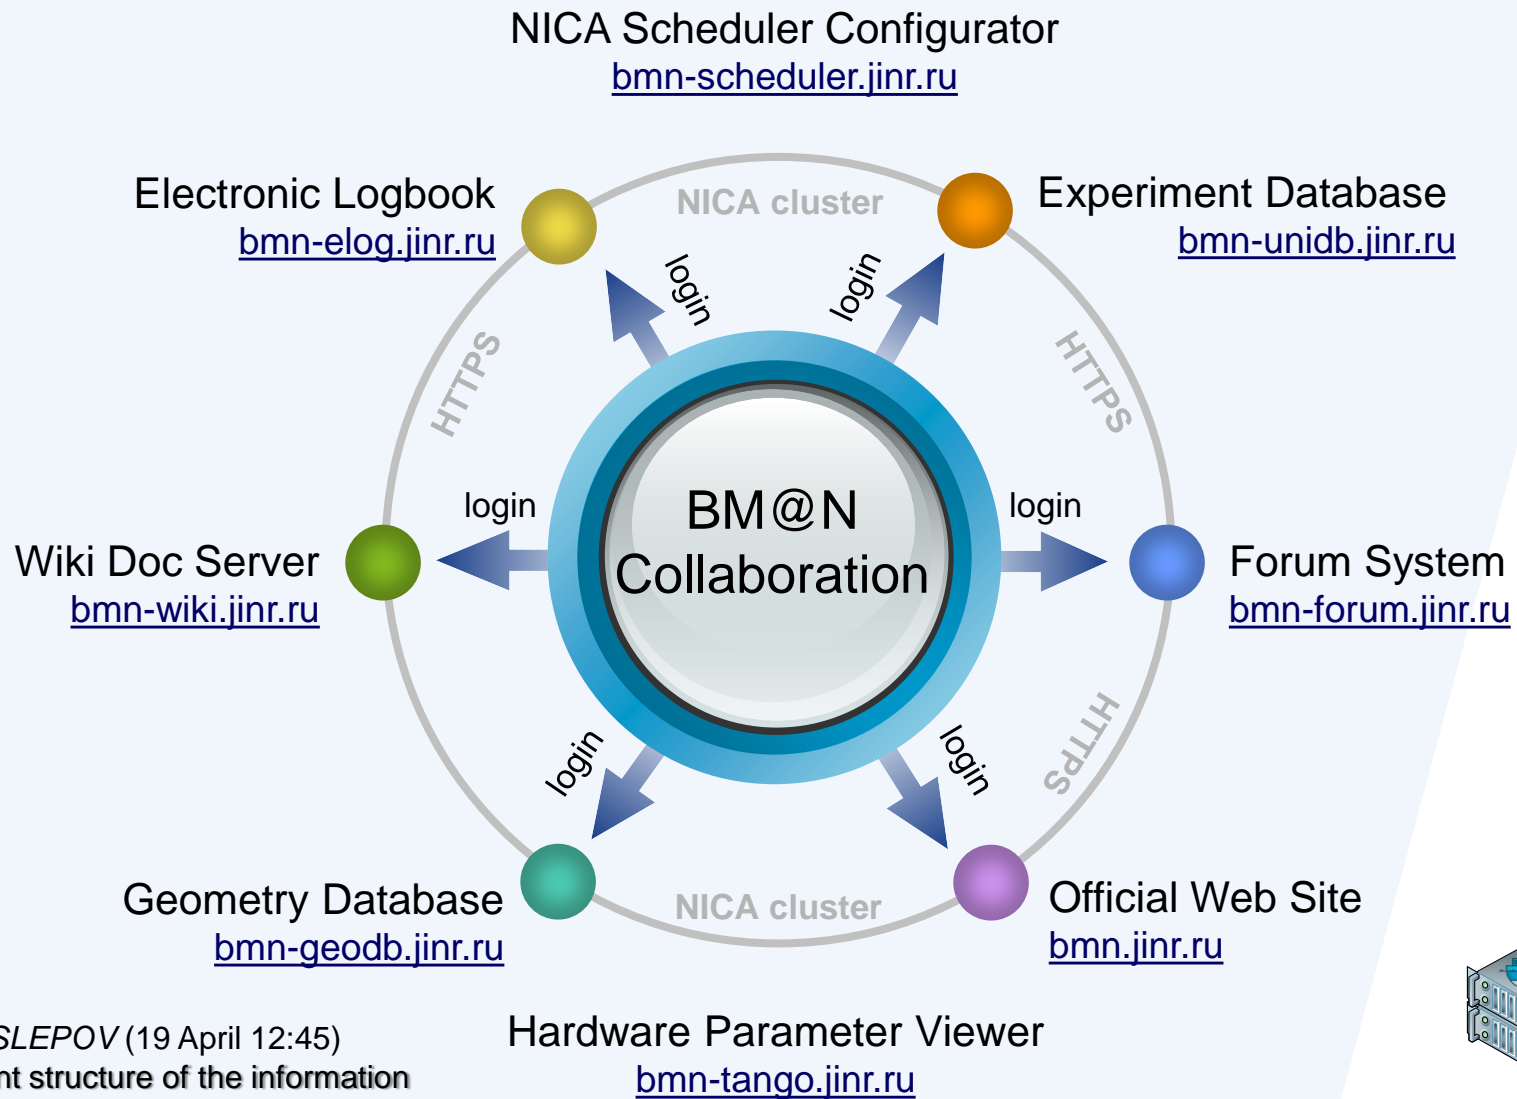 NICA Scheduler Configurator
bmn-scheduler.jinr.ru
Electronic Logbook
bmn-elog.jinr.ru
NICA cluster
Experiment Database
bmn-unidb.jinr.ru
login
login
HTTPS
HTTPS
login
BM@N
Collaboration
login
Wiki Doc Server
bmn-wiki.jinr.ru
Forum System
bmn-forum.jinr.ru
HTTPS
login
login
Geometry Database
bmn-geodb.jinr.ru
NICA cluster
Official Web Site
bmn.jinr.ru
SLEPOV (19 April 12:45)
structure of the information
Hardware Parameter Viewer
bmn-tango.jinr.ru